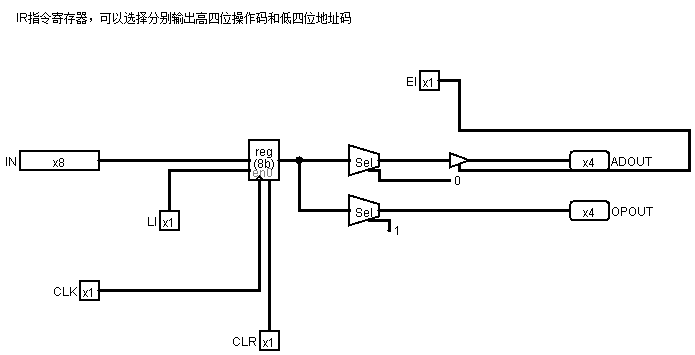 IR指令寄存器，可以选择分别输出高四位操作码和低四位地址码
EI x1
reg
(8b)
en0
IN x8
Sel
x4 ADOUT
0
LI x1
Sel
x4 OPOUT
1
CLK x1
CLR x1